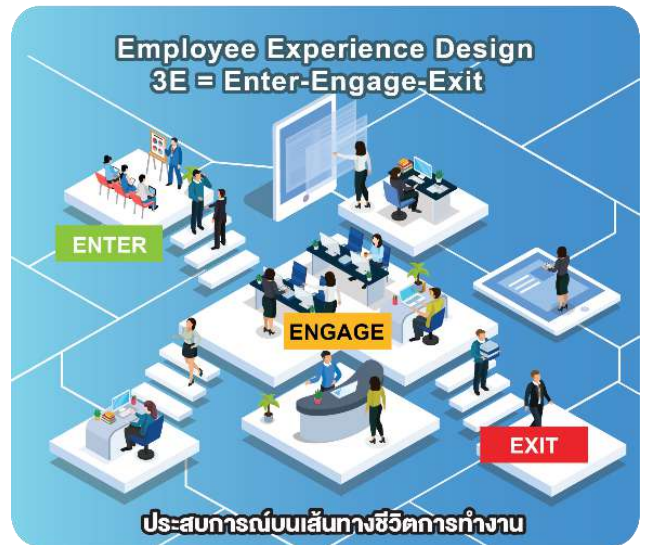 Employee Experience Design
3E = Enter-Engage-Exit
ENTER
ENGAGE
EXIT
ประสบการณ์บนเส้นทางชีวิตการทำงาน